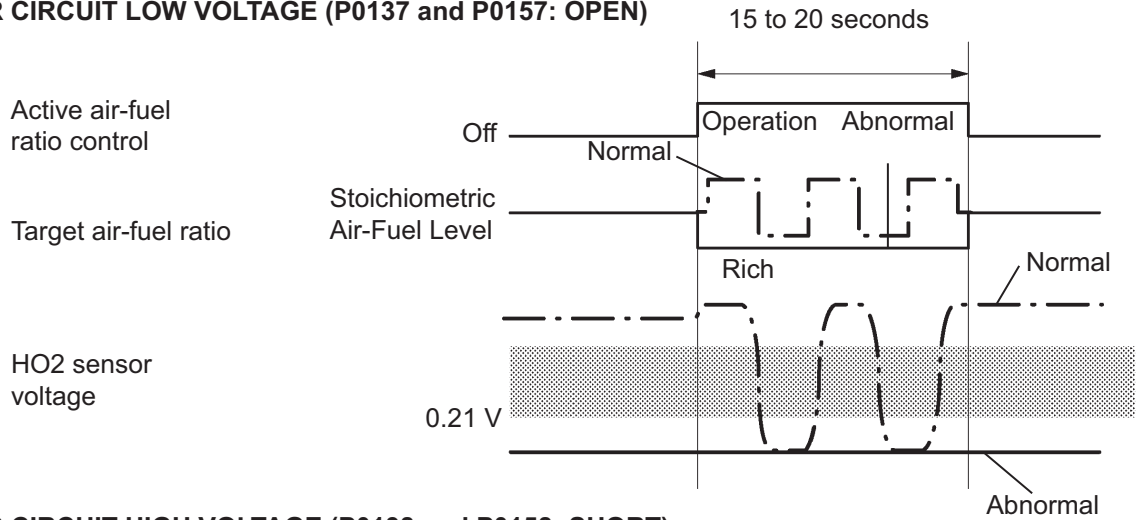 CIRCUIT LOW VOLTAGE (P0137 and P0157: OPEN)
15 to 20 seconds
Active air-fuel
ratio control
Off
Operation Abnormal
Normal
Stoichiometric
Air-Fuel Level
Target air-fuel ratio
Rich
Normal
HO2 sensor
voltage
0.21 V
Abnormal